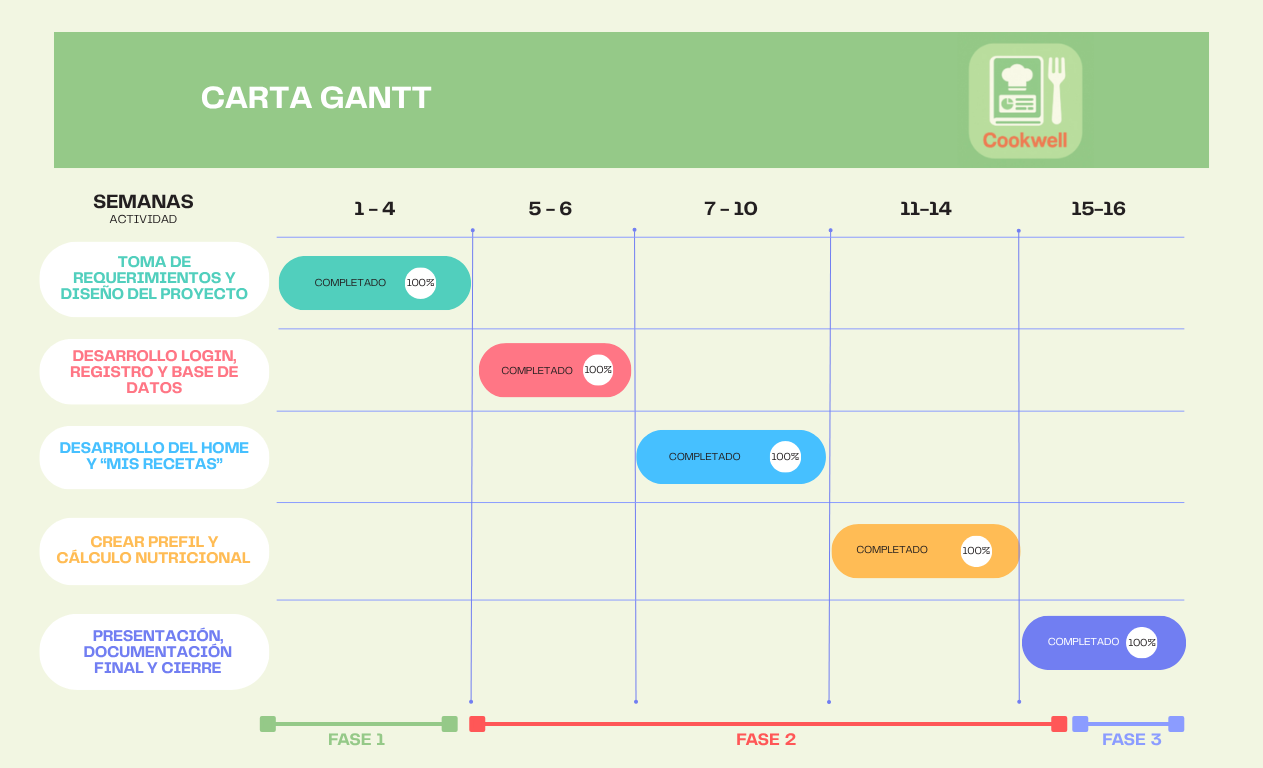 CARTA GANTT
Cookwell
SEMANAS
ACTIVIDAD
1 - 4
5 - 6
7 - 10
11-14
15-16
TOMA DE
REQUERIMIENTOS Y
DISEÑO DEL PROYECTO
COMPLETADO 100%
DESARROLLO LOGIN,
REGISTRO Y BASE DE
DATOS
COMPLETADO 100%
DESARROLLO DEL HOME
Y “MIS RECETAS”
COMPLETADO 100%
CREAR PREFIL Y
CÁLCULO NUTRICIONAL
COMPLETADO 100%
PRESENTACIÓN,
DOCUMENTACIÓN
FINAL Y CIERRE
COMPLETADO 100%
FASE 1
FASE 2
FASE 3